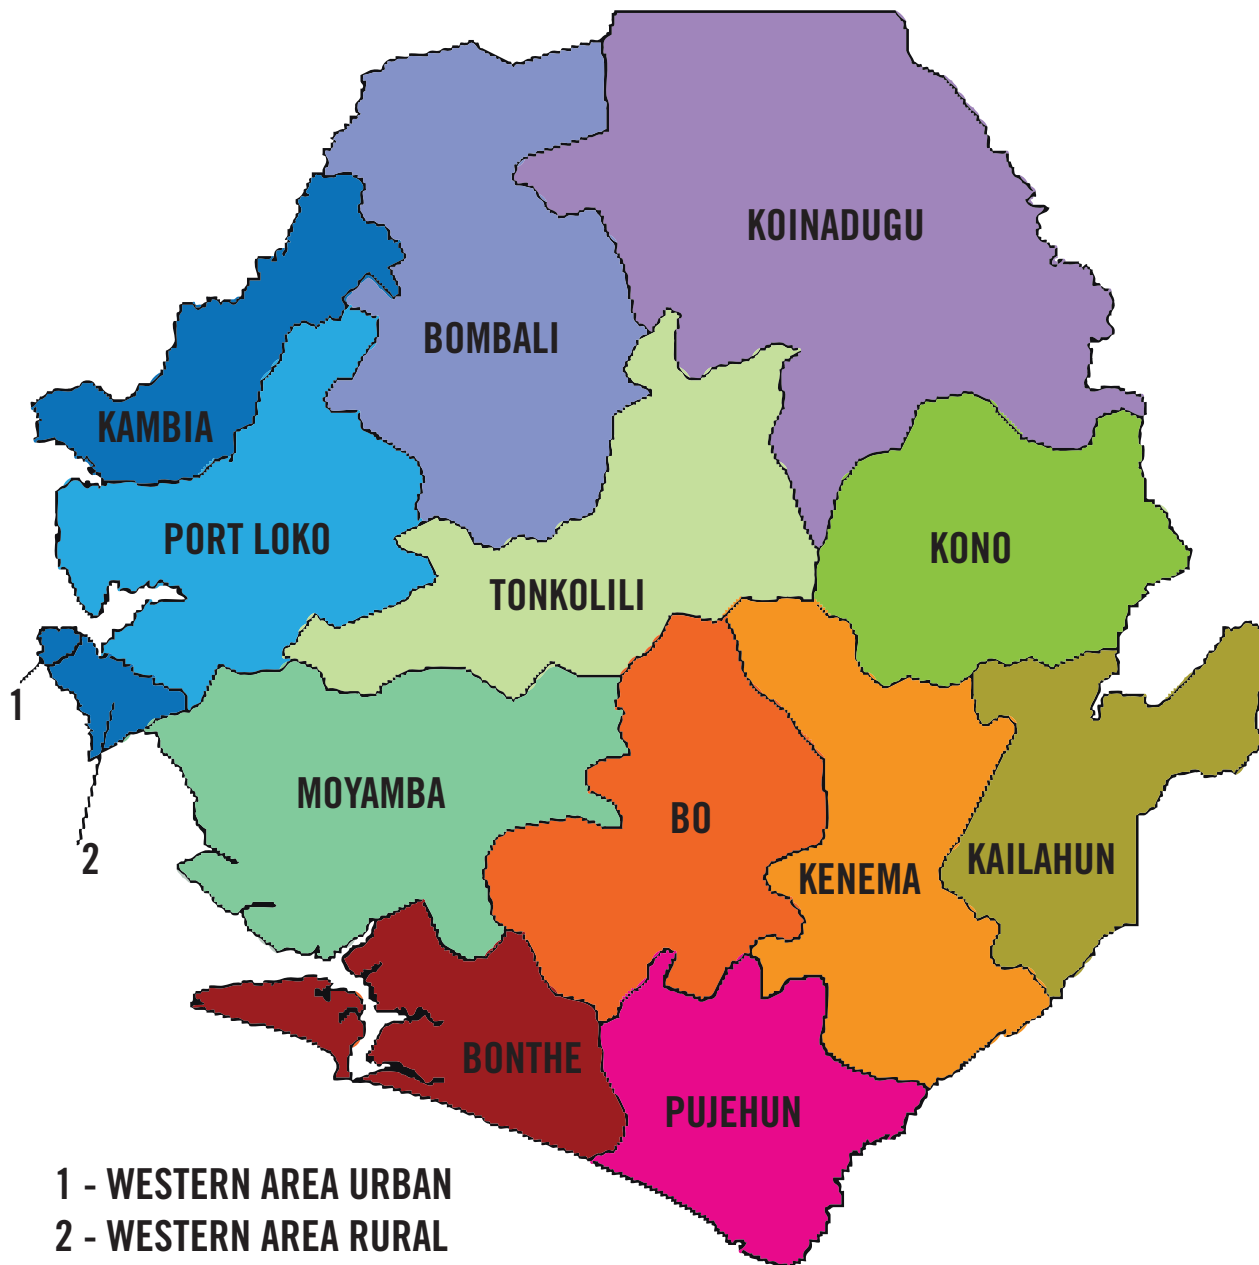 KOINADUGU
BOMBALI
KAMBIA
PORT LOKO
KONO
TONKOLILI
1
MOYAMBA
BO
2
KENEMA
KAILAHUN
BONTHE
PUJEHUN
1 - WESTERN AREA URBAN
2 - WESTERN AREA RURAL